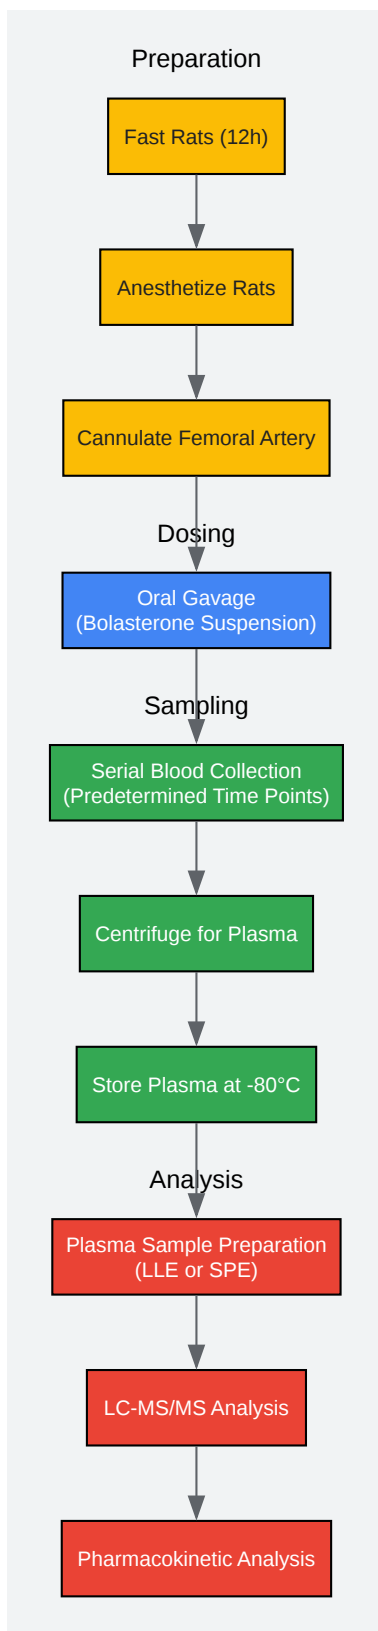 Preparation
Fast Rats (12h)
Anesthetize Rats
Cannulate Femoral Artery
Dosing
Oral Gavage
(Bolasterone Suspension)
Sampling
Serial Blood Collection
(Predetermined Time Points)
Centrifuge for Plasma
Store Plasma at -80°C
Analysis
Plasma Sample Preparation
(LLE or SPE)
LC-MS/MS Analysis
Pharmacokinetic Analysis